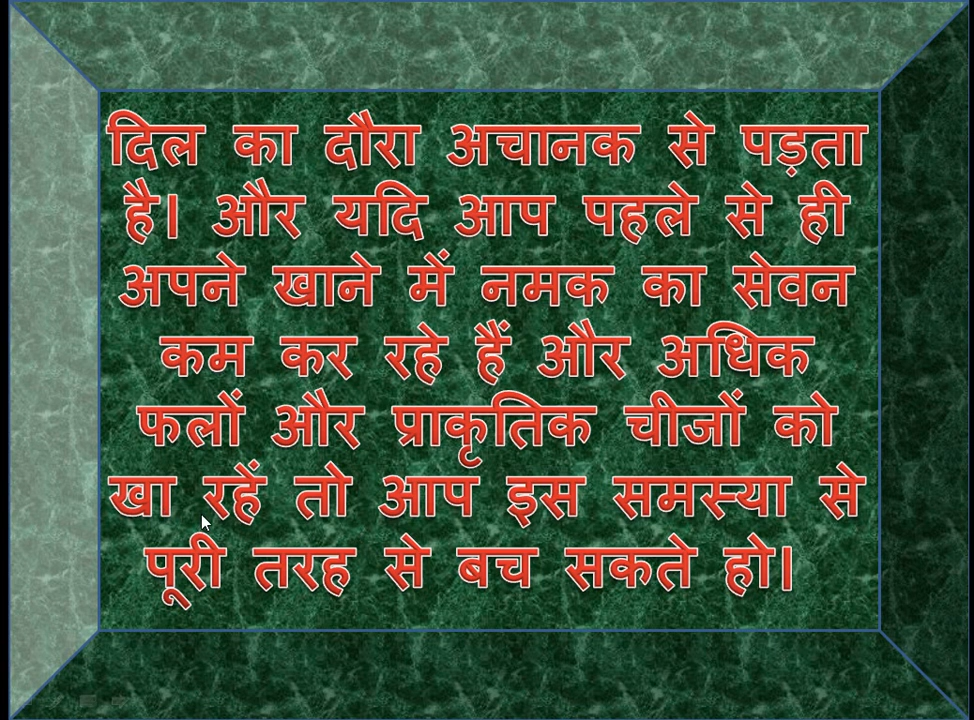 दिल का दौरा अचानक से पड़ता
है। और यदि आप पहले से ही
अपने खाने में नमक का सेवन
कम कर रहे हैं और अधिक
फलों और प्राकृतिक चीजों को
खा रहें तो आप इस समस्या से
पूरी तरह से बच सकते हो।